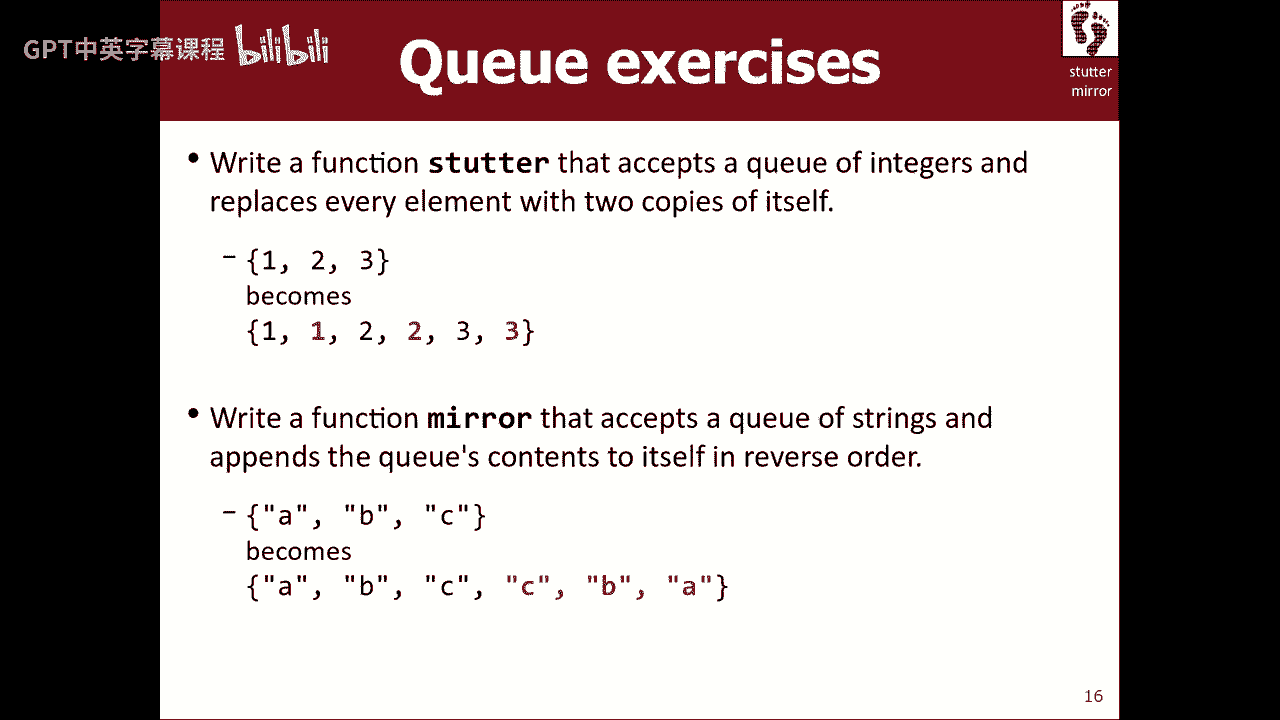 GPT中英字幕课程 bilibili
Queue exercises
stutter
mirror
• Write a function stutter that accepts a queue of integers and
replaces every element with two copies of itself.
– {1, 2, 3}
becomes
{1, 1, 2, 2, 3, 3}
• Write a function mirror that accepts a queue of strings and
appends the queue's contents to itself in reverse order.
– {"a", "b", "c"}
becomes
{"a", "b", "c", "c", "b", "a"}
16